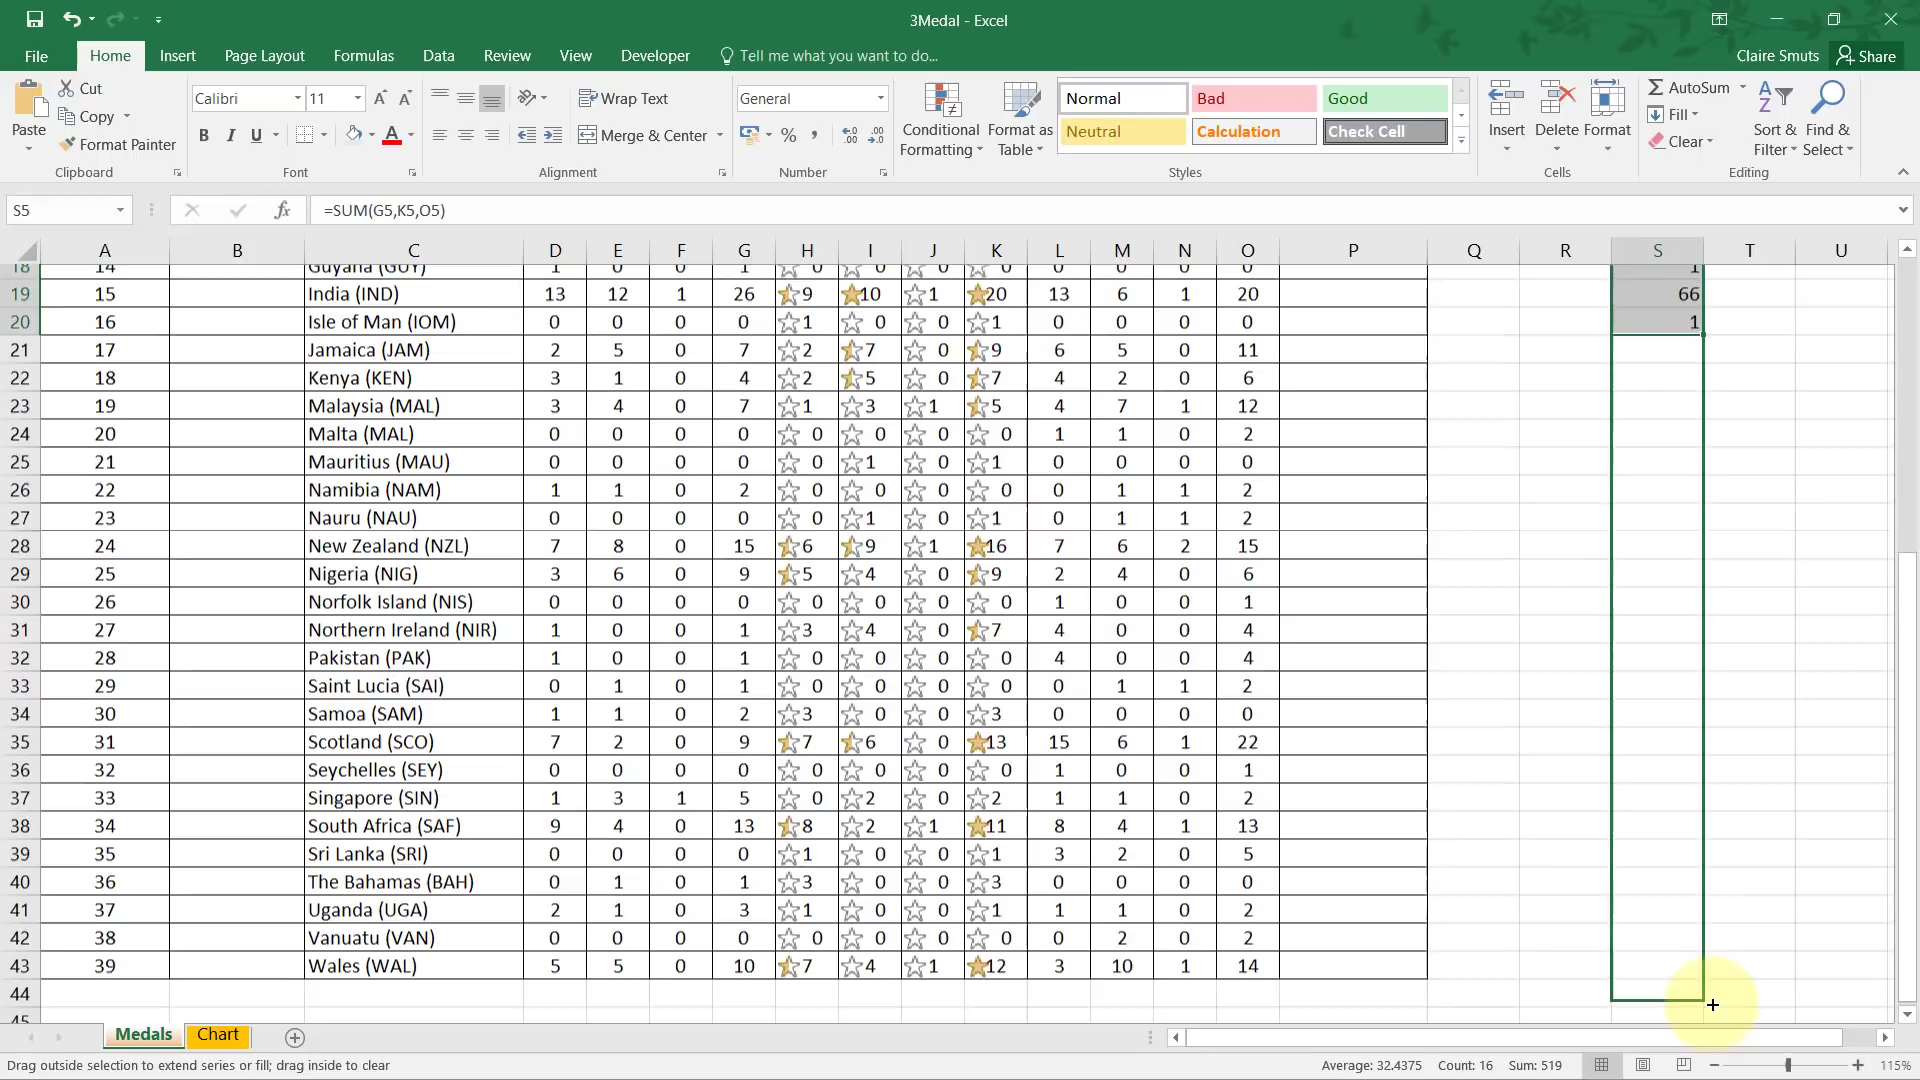 3Medal - Excel
File Home Insert Page Layout Formulas Data Review View Developer Tell me what you want to do... Claire Smuts Share
Paste Cut Copy Format Painter Clipboard
Calibri 11 A A B I U A Font
Wrap Text Merge & Center Alignment
General % , Number
Conditional Formatting Format as Table Normal Bad Good Neutral Calculation Check Cell Styles
Insert Delete Format Cells
AutoSum Fill Clear Sort & Filter Find & Select Editing
S5 fx =SUM(G5,K5,O5)
A B C D E F G H I J K L M N O P Q R S T U
18 14 Guyana (GUY) 1 0 0 1 0 0 0 0 0 0 0 0 1
19 15 India (IND) 13 12 1 26 9 10 1 20 13 6 1 20 66
20 16 Isle of Man (IOM) 0 0 0 0 1 0 0 1 0 0 0 0 1
21 17 Jamaica (JAM) 2 5 0 7 2 7 0 9 6 5 0 11
22 18 Kenya (KEN) 3 1 0 4 2 5 0 7 4 2 0 6
23 19 Malaysia (MAL) 3 4 0 7 1 3 1 5 4 7 1 12
24 20 Malta (MAL) 0 0 0 0 0 0 0 0 1 1 0 2
25 21 Mauritius (MAU) 0 0 0 0 0 1 0 1 0 0 0 0
26 22 Namibia (NAM) 1 1 0 2 0 0 0 0 0 1 1 2
27 23 Nauru (NAU) 0 0 0 0 0 1 0 1 0 1 1 2
28 24 New Zealand (NZL) 7 8 0 15 6 9 1 16 7 6 2 15
29 25 Nigeria (NIG) 3 6 0 9 5 4 0 9 2 4 0 6
30 26 Norfolk Island (NIS) 0 0 0 0 0 0 0 0 1 0 0 1
31 27 Northern Ireland (NIR) 1 0 0 1 3 4 0 7 4 0 0 4
32 28 Pakistan (PAK) 1 0 0 1 0 0 0 0 4 0 0 4
33 29 Saint Lucia (SAI) 0 1 0 1 0 0 0 0 0 1 1 2
34 30 Samoa (SAM) 1 1 0 2 3 0 0 3 0 0 0 0
35 31 Scotland (SCO) 7 2 0 9 7 6 0 13 15 6 1 22
36 32 Seychelles (SEY) 0 0 0 0 0 0 0 0 1 0 0 1
37 33 Singapore (SIN) 1 3 1 5 0 2 0 2 1 1 0 2
38 34 South Africa (SAF) 9 4 0 13 8 2 1 11 8 4 1 13
39 35 Sri Lanka (SRI) 0 0 0 0 1 0 0 1 3 2 0 5
40 36 The Bahamas (BAH) 0 1 0 1 3 0 0 3 0 0 0 0
41 37 Uganda (UGA) 2 1 0 3 1 0 0 1 1 1 0 2
42 38 Vanuatu (VAN) 0 0 0 0 0 0 0 0 0 2 0 2
43 39 Wales (WAL) 5 5 0 10 7 4 1 12 3 10 1 14
44
45
Medals Chart
Drag outside selection to extend series or fill; drag inside to clear Average: 32.4375 Count: 16 Sum: 519 115%